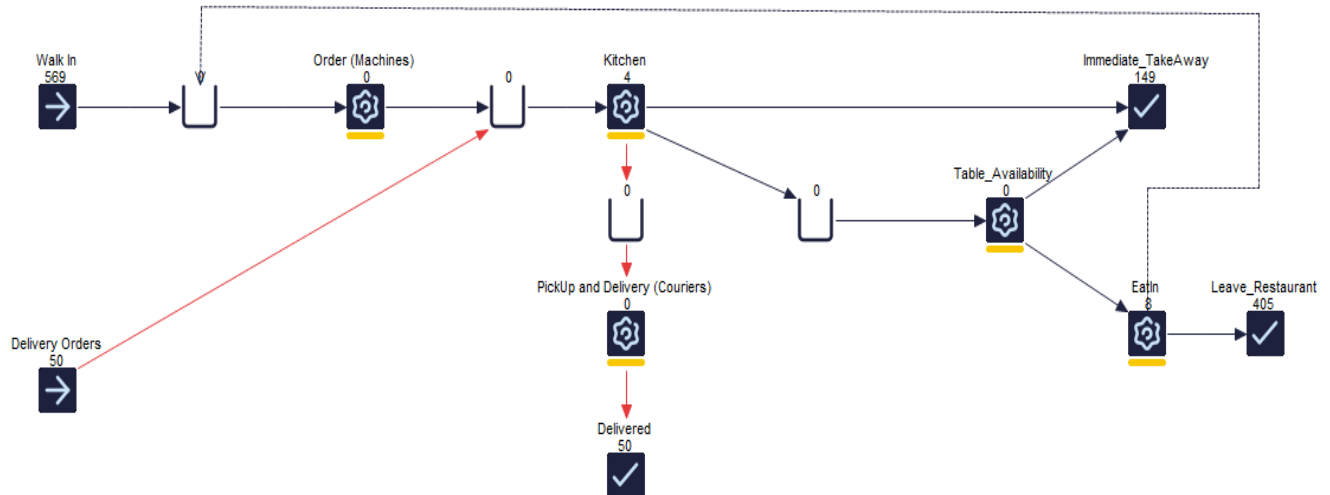 Walk In
569
0
Order (Machines)
0
0
Kitchen
4
Immediate_TakeAway
149
0
0
Table_Availability
0
PickUp and Delivery (Couriers)
0
EatIn
8
Leave_Restaurant
405
Delivery Orders
50
Delivered
50